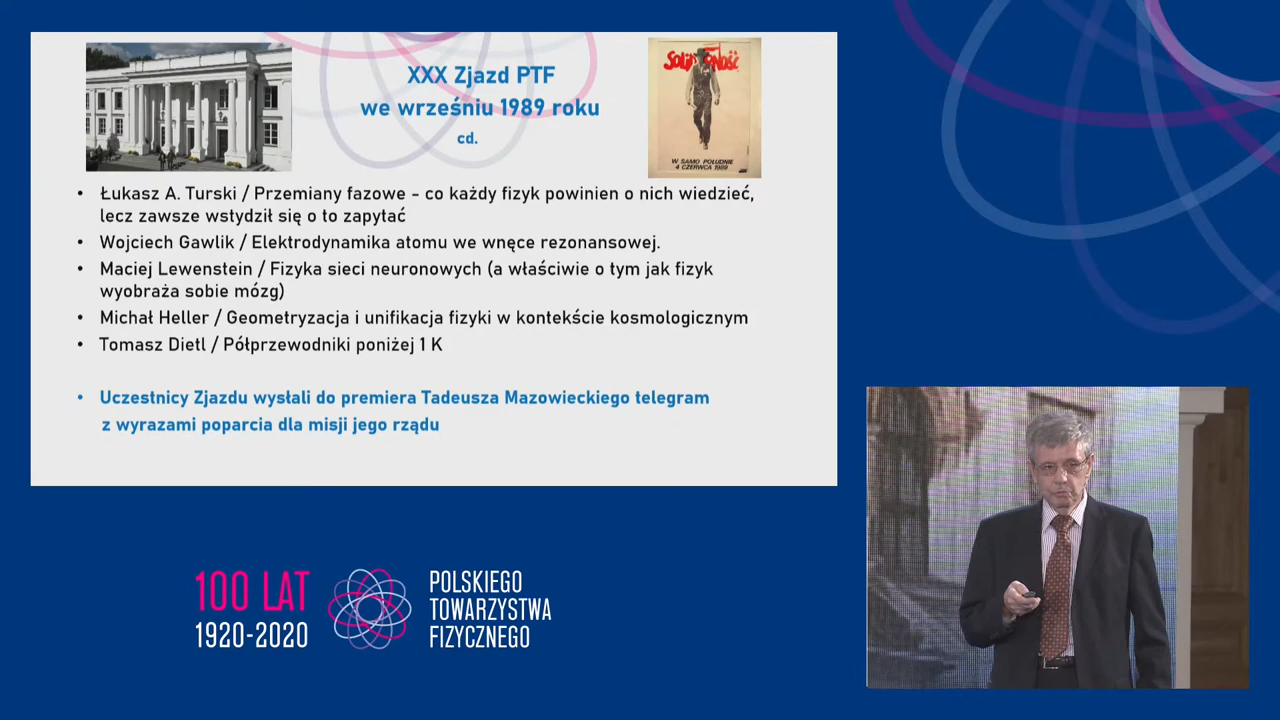 XXX Zjazd PTF
we wrześniu 1989 roku
cd.
SOLIDARNOŚĆ
W SAMO POŁUDNIE
4 CZERWCA 1989
• Łukasz A. Turski / Przemiany fazowe - co każdy fizyk powinien o nich wiedzieć,
lecz zawsze wstydził się o to zapytać
• Wojciech Gawlik / Elektrodynamika atomu we wnęce rezonansowej.
• Maciej Lewenstein / Fizyka sieci neuronowych (a właściwie o tym jak fizyk
wyobraża sobie mózg)
• Michał Heller / Geometryzacja i unifikacja fizyki w kontekście kosmologicznym
• Tomasz Dietl / Półprzewodniki poniżej 1 K
• Uczestnicy Zjazdu wysłali do premiera Tadeusza Mazowieckiego telegram
z wyrazami poparcia dla misji jego rządu
100 LAT
1920-2020
POLSKIEGO
TOWARZYSTWA
FIZYCZNEGO